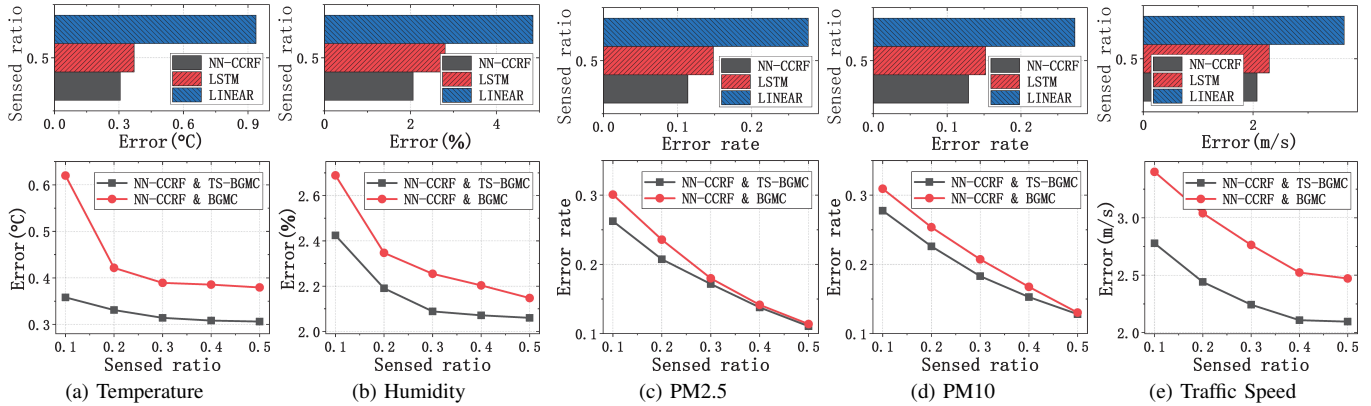 Sensed ratio
0.5
NN-CCRF
LSTM
LINEAR
0.0 0.3 0.6 0.9
Error(°C)
Sensed ratio
0.5
NN-CCRF
LSTM
LINEAR
0 2 4
Error(%)
Sensed ratio
0.5
NN-CCRF
LSTM
LINEAR
0.0 0.1 0.2
Error rate
Sensed ratio
0.5
NN-CCRF
LSTM
LINEAR
0.0 0.1 0.2
Error rate
Sensed ratio
0.5
NN-CCRF
LSTM
LINEAR
0 2
Error(m/s)
Error(°C)
0.6
0.5
0.4
0.3
NN-CCRF & TS-BGMC
NN-CCRF & BGMC
0.1 0.2 0.3 0.4 0.5
Sensed ratio
(a) Temperature
Error(%)
2.6
2.4
2.2
2.0
NN-CCRF & TS-BGMC
NN-CCRF & BGMC
0.1 0.2 0.3 0.4 0.5
Sensed ratio
(b) Humidity
Error rate
0.3
0.2
0.1
NN-CCRF & TS-BGMC
NN-CCRF & BGMC
0.1 0.2 0.3 0.4 0.5
Sensed ratio
(c) PM2.5
Error rate
0.3
0.2
0.1
NN-CCRF & TS-BGMC
NN-CCRF & BGMC
0.1 0.2 0.3 0.4 0.5
Sensed ratio
(d) PM10
Error(m/s)
3.0
2.5
2.0
NN-CCRF & TS-BGMC
NN-CCRF & BGMC
0.1 0.2 0.3 0.4 0.5
Sensed ratio
(e) Traffic Speed